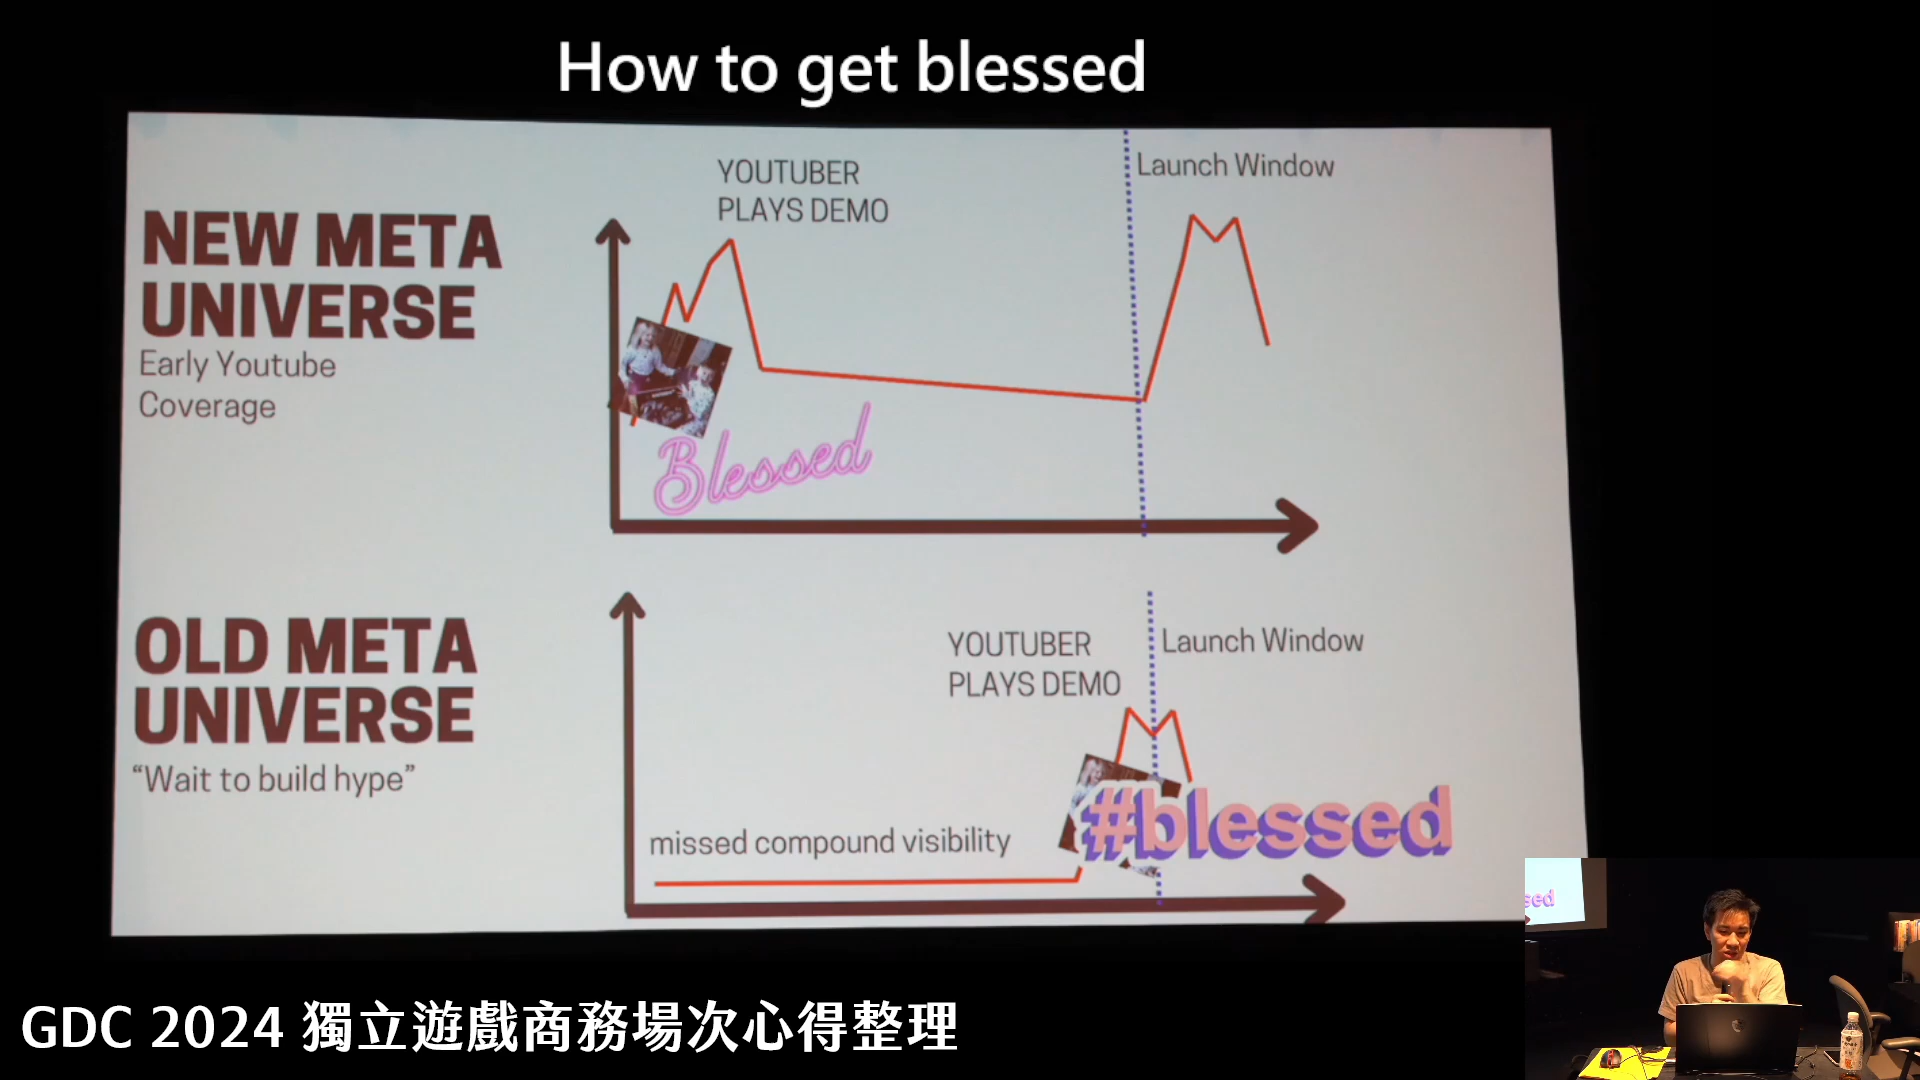 How to get blessed
NEW META
UNIVERSE
Early Youtube
Coverage
YOUTUBER
PLAYS DEMO
Launch Window
Blessed
OLD META
UNIVERSE
“Wait to build hype”
YOUTUBER
PLAYS DEMO
Launch Window
missed compound visibility
#blessed
sed
GDC 2024 獨立遊戲商務場次心得整理